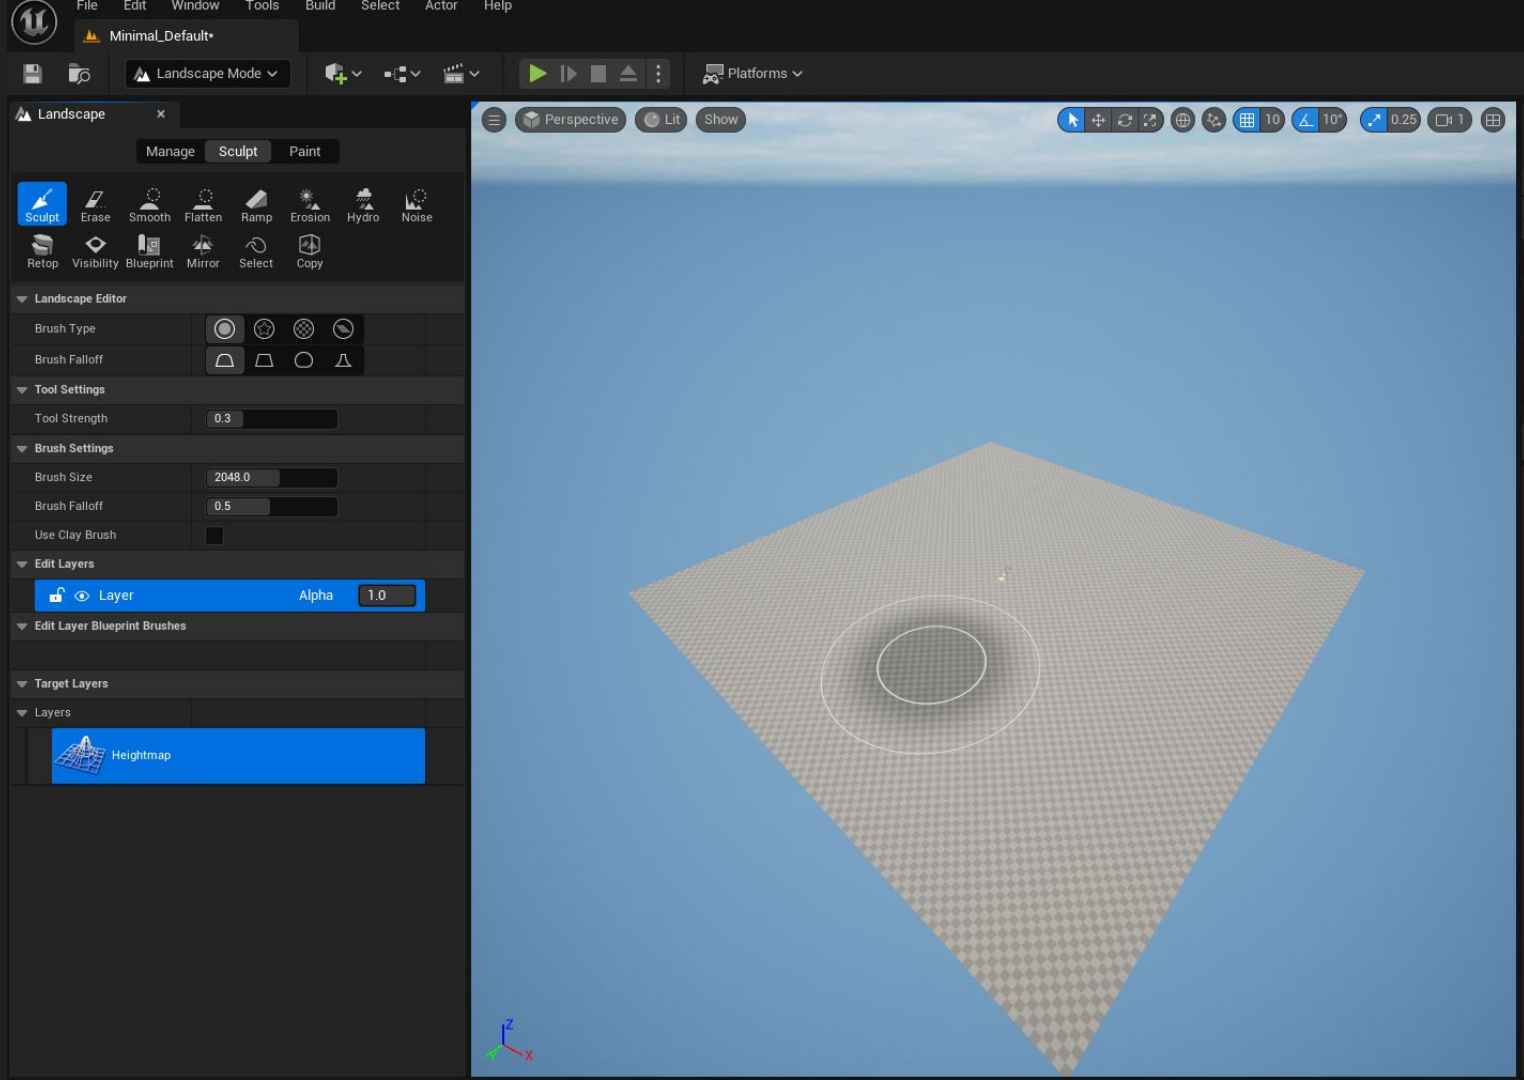 File Edit Window Tools Build Select Actor Help
Minimal_Default*
Landscape Mode
Platforms
Landscape
Perspective Lit Show
10 10° 0.25 1
Manage Sculpt Paint
Sculpt Erase Smooth Flatten Ramp Erosion Hydro Noise
Retop Visibility Blueprint Mirror Select Copy
Landscape Editor
Brush Type
Brush Falloff
Tool Settings
Tool Strength 0.3
Brush Settings
Brush Size 2048.0
Brush Falloff 0.5
Use Clay Brush
Edit Layers
Layer Alpha 1.0
Edit Layer Blueprint Brushes
Target Layers
Layers
Heightmap
Z
X